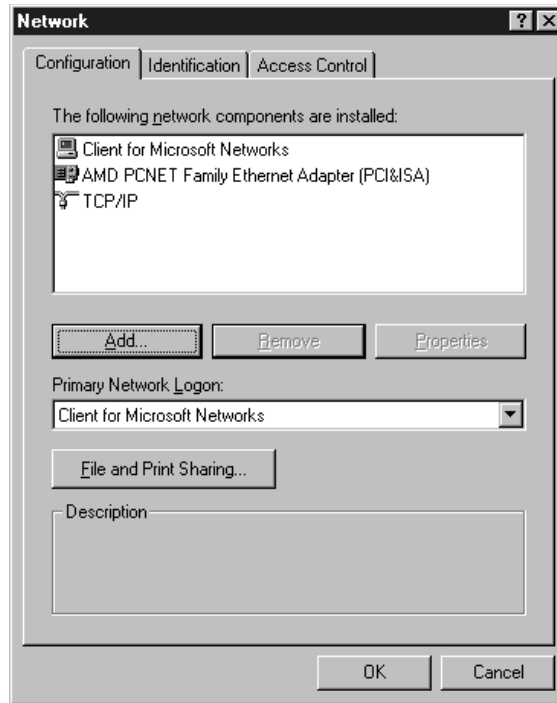 Network
Configuration Identification Access Control
The following network components are installed:
Client for Microsoft Networks
AMD PCNET Family Ethernet Adapter (PCI&ISA)
TCP/IP
Add... Remove Properties
Primary Network Logon:
Client for Microsoft Networks
File and Print Sharing...
Description
OK Cancel